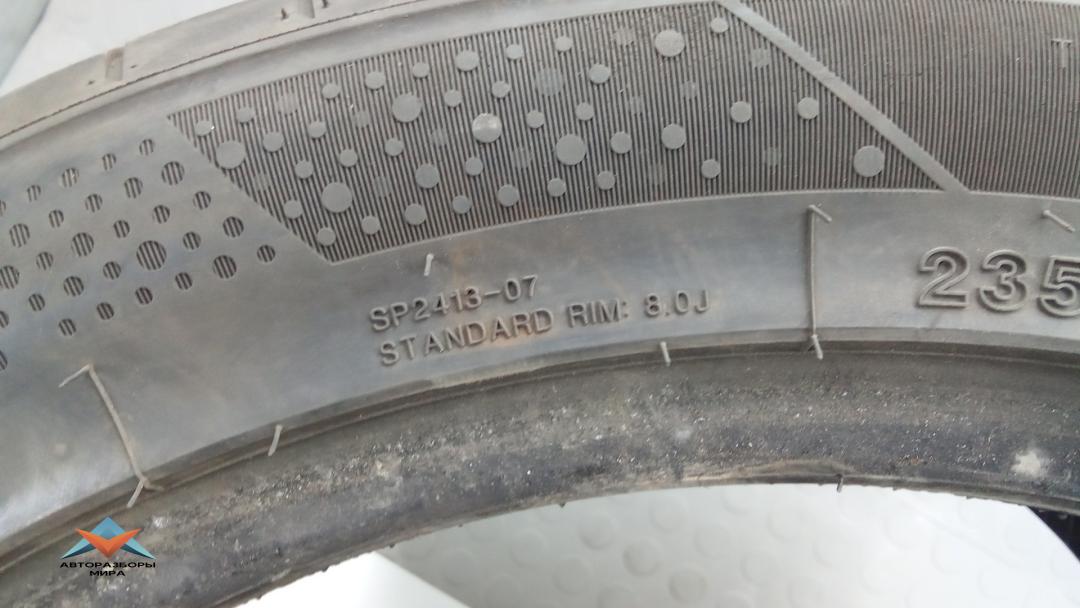 T
SP2413-07
STANDARD RIM: 8.0J
235
АВТОРАЗБОРЫ
МИРА